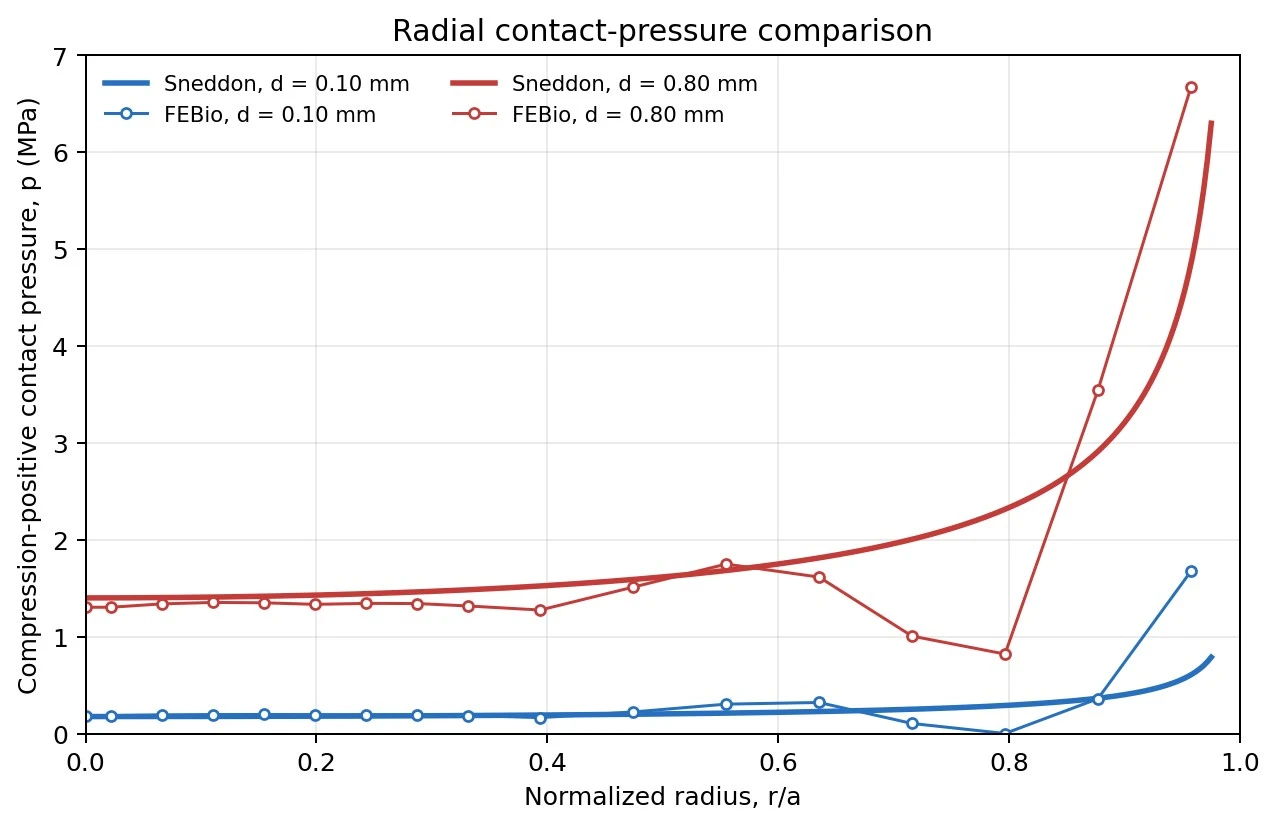 Radial contact-pressure comparison
Sneddon, d = 0.10 mm
FEBio, d = 0.10 mm
Sneddon, d = 0.80 mm
FEBio, d = 0.80 mm
Compression-positive contact pressure, p (MPa)
7
6
5
4
3
2
1
0
0.0 0.2 0.4 0.6 0.8 1.0
Normalized radius, r/a